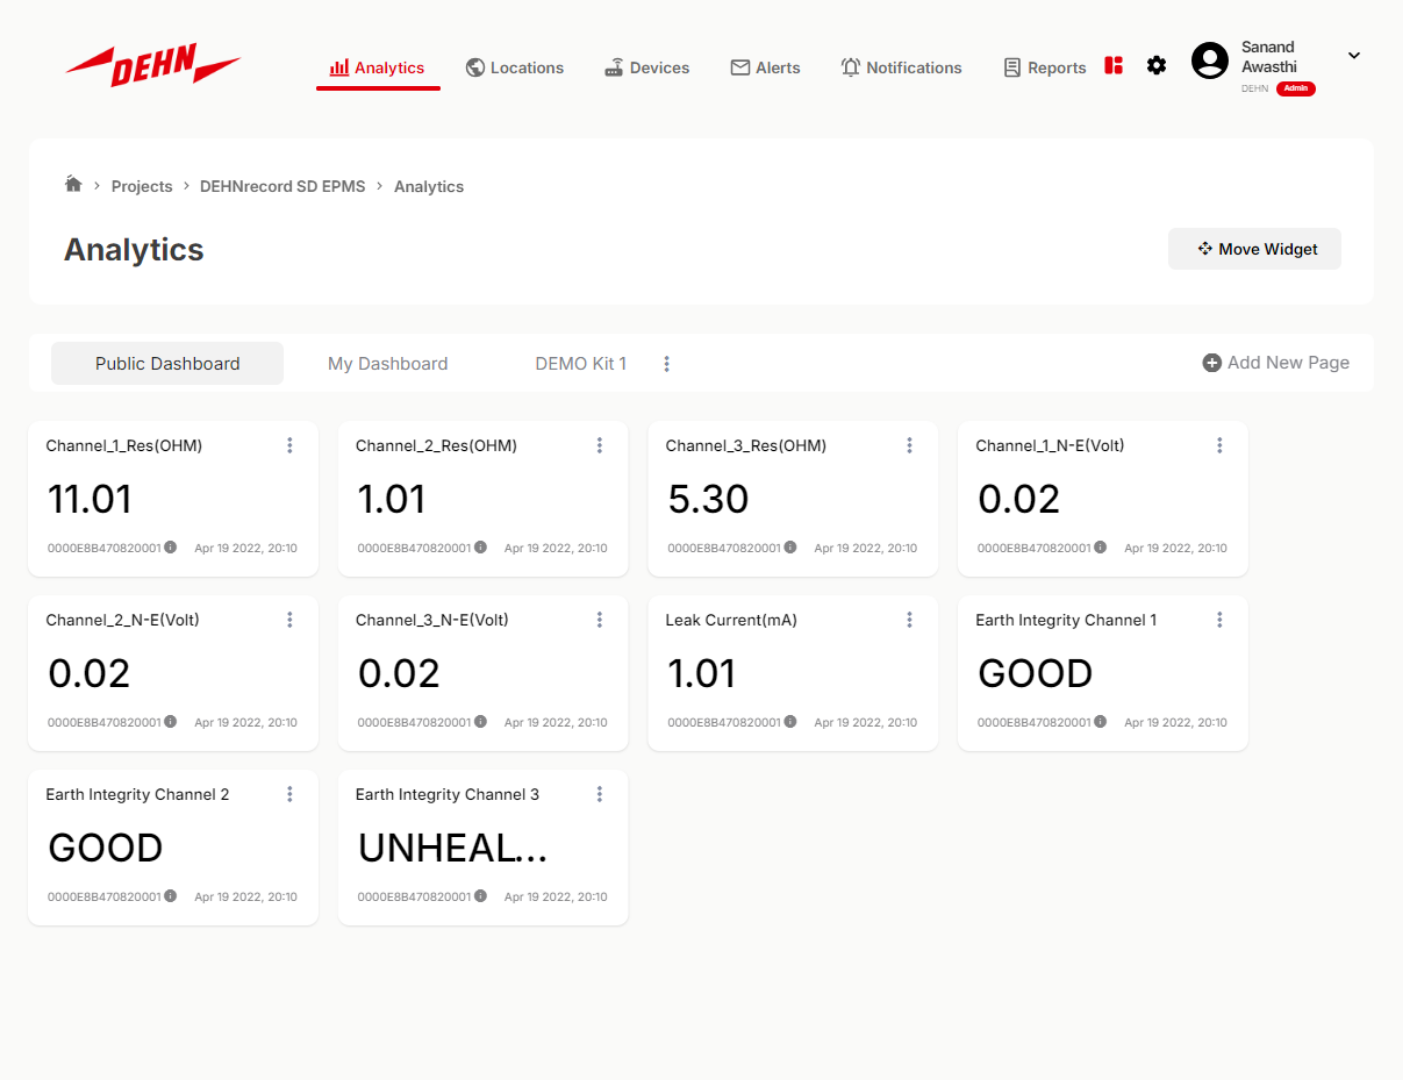 DEHN
Analytics
Locations
Devices
Alerts
Notifications
Reports
Sanand
Awasthi
DEHN Admin
Projects > DEHNrecord SD EPMS > Analytics
Analytics
Move Widget
Public Dashboard
My Dashboard
DEMO Kit 1
Add New Page
Channel_1_Res(OHM)
11.01
0000E8B470820001 Apr 19 2022, 20:10
Channel_2_Res(OHM)
1.01
0000E8B470820001 Apr 19 2022, 20:10
Channel_3_Res(OHM)
5.30
0000E8B470820001 Apr 19 2022, 20:10
Channel_1_N-E(Volt)
0.02
0000E8B470820001 Apr 19 2022, 20:10
Channel_2_N-E(Volt)
0.02
0000E8B470820001 Apr 19 2022, 20:10
Channel_3_N-E(Volt)
0.02
0000E8B470820001 Apr 19 2022, 20:10
Leak Current(mA)
1.01
0000E8B470820001 Apr 19 2022, 20:10
Earth Integrity Channel 1
GOOD
0000E8B470820001 Apr 19 2022, 20:10
Earth Integrity Channel 2
GOOD
0000E8B470820001 Apr 19 2022, 20:10
Earth Integrity Channel 3
UNHEAL...
0000E8B470820001 Apr 19 2022, 20:10